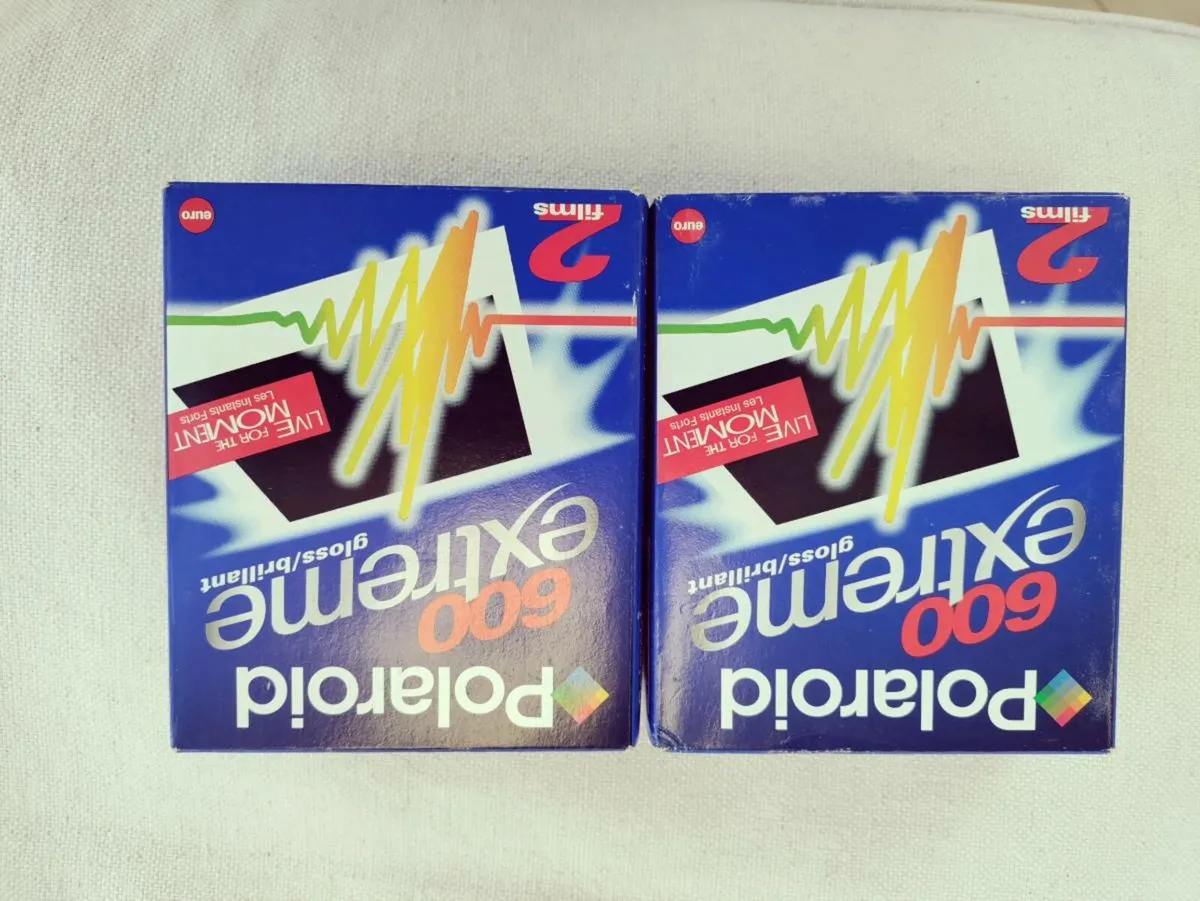 Polaroid
600
extreme
gloss/brillant
LIVE FOR THE
MOMENT
Les Instants Forts
2
films
euro
Polaroid
600
extreme
gloss/brillant
LIVE FOR THE
MOMENT
Les Instants Forts
2
films
euro